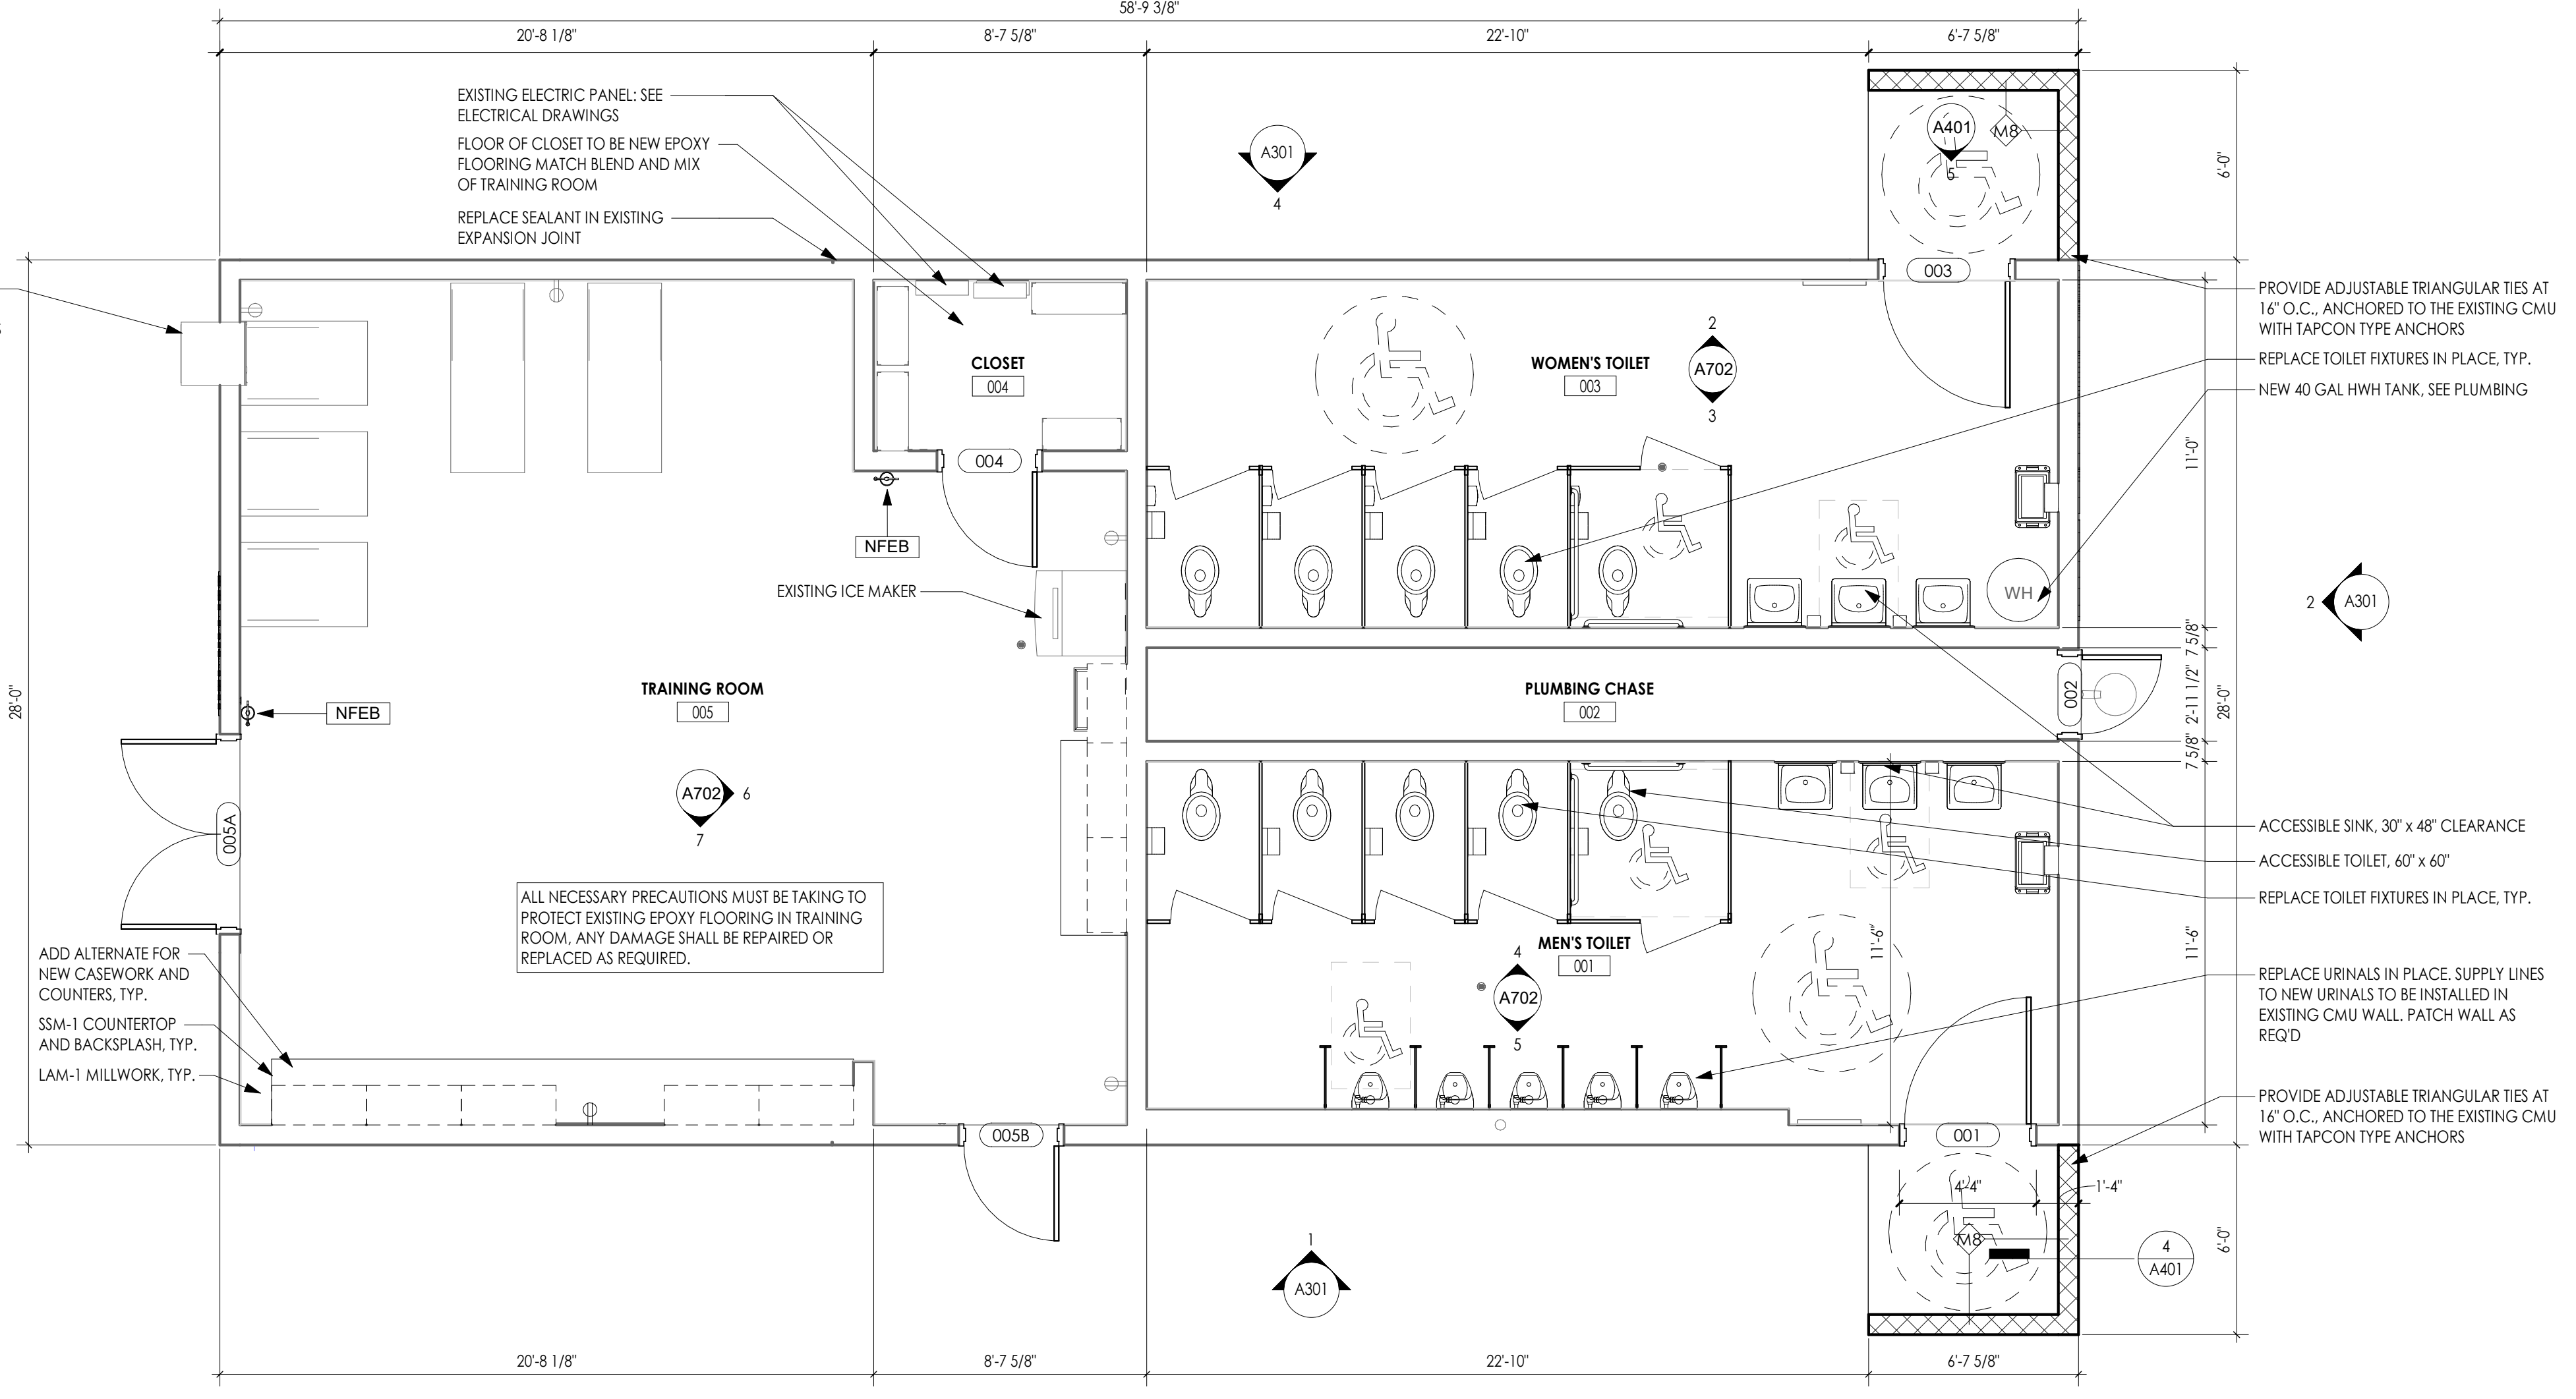 58'-9 3/8"
20'-8 1/8"
8'-7 5/8"
22'-10"
6'-7 5/8"
EXISTING ELECTRIC PANEL: SEE
ELECTRICAL DRAWINGS
FLOOR OF CLOSET TO BE NEW EPOXY
FLOORING MATCH BLEND AND MIX
OF TRAINING ROOM
REPLACE SEALANT IN EXISTING
EXPANSION JOINT
A301
4
A401
5
M8
6'-0"
003
PROVIDE ADJUSTABLE TRIANGULAR TIES AT
16" O.C., ANCHORED TO THE EXISTING CMU
WITH TAPCON TYPE ANCHORS
REPLACE TOILET FIXTURES IN PLACE, TYP.
NEW 40 GAL HWH TANK, SEE PLUMBING
CLOSET
004
WOMEN'S TOILET
003
2
A702
3
004
11'-0"
NFEB
EXISTING ICE MAKER
WH
2
A301
7 5/8"
2'-11 1/2"
7 5/8"
28'-0"
28'-0"
TRAINING ROOM
005
NFEB
PLUMBING CHASE
002
002
A702
6
7
005A
ACCESSIBLE SINK, 30" x 48" CLEARANCE
ACCESSIBLE TOILET, 60" x 60"
REPLACE TOILET FIXTURES IN PLACE, TYP.
ALL NECESSARY PRECAUTIONS MUST BE TAKING TO
PROTECT EXISTING EPOXY FLOORING IN TRAINING
ROOM, ANY DAMAGE SHALL BE REPAIRED OR
REPLACED AS REQUIRED.
MEN'S TOILET
001
4
A702
5
11'-6"
11'-6"
ADD ALTERNATE FOR
NEW CASEWORK AND
COUNTERS, TYP.
SSM-1 COUNTERTOP
AND BACKSPLASH, TYP.
LAM-1 MILLWORK, TYP.
REPLACE URINALS IN PLACE. SUPPLY LINES
TO NEW URINALS TO BE INSTALLED IN
EXISTING CMU WALL. PATCH WALL AS
REQ'D
PROVIDE ADJUSTABLE TRIANGULAR TIES AT
16" O.C., ANCHORED TO THE EXISTING CMU
WITH TAPCON TYPE ANCHORS
005B
001
4'-4"
1'-4"
M8
6'-0"
4
A401
1
A301
20'-8 1/8"
8'-7 5/8"
22'-10"
6'-7 5/8"